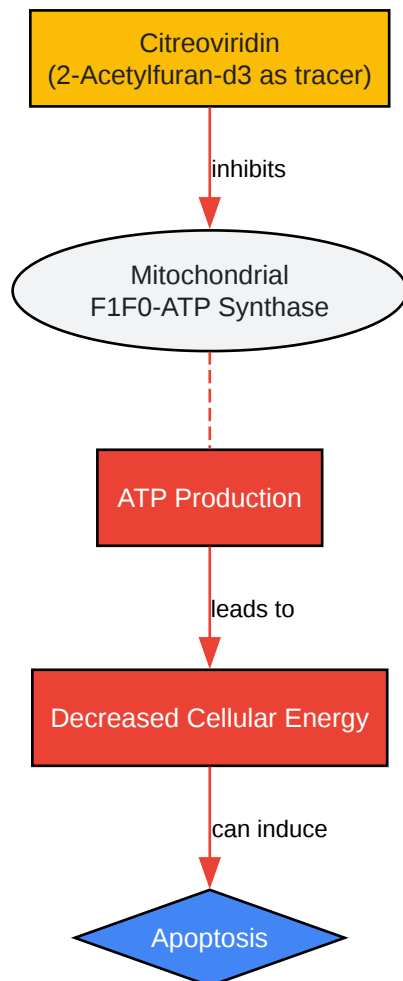 Citreoviridin
(2-Acetylfuran-d3 as tracer)
inhibits
Mitochondrial
F1F0-ATP Synthase
ATP Production
leads to
Decreased Cellular Energy
can induce
Apoptosis